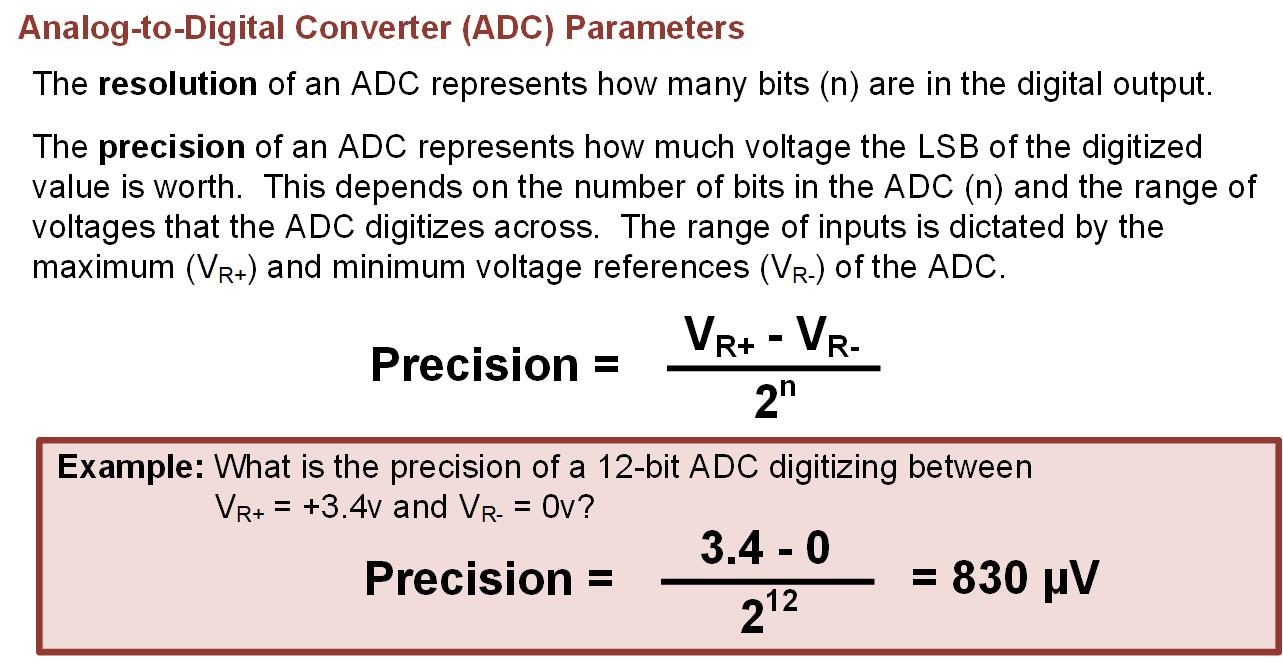 Analog-to-Digital Converter (ADC) Parameters
The resolution of an ADC represents how many bits (n) are in the digital output.
The precision of an ADC represents how much voltage the LSB of the digitized
value is worth.  This depends on the number of bits in the ADC (n) and the range of
voltages that the ADC digitizes across.  The range of inputs is dictated by the
maximum (VR+) and minimum voltage references (VR-) of the ADC.
VR+ - VR-
Precision =
2^n
Example: What is the precision of a 12-bit ADC digitizing between
VR+ = +3.4v and VR- = 0v?
3.4 - 0
Precision = = 830 µV
2^12